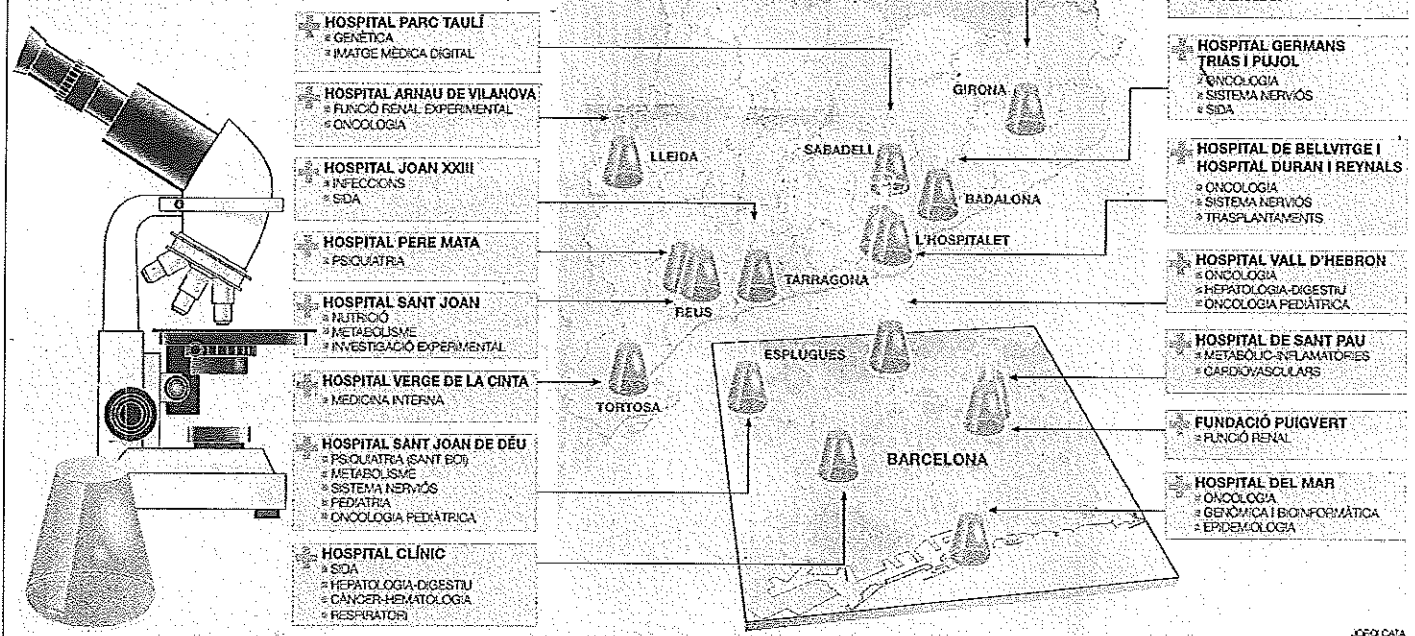 HOSPITAL PARC TAULÍ
GENÈTICA
IMATGE MÈDICA DIGITAL
HOSPITAL ARNAU DE VILANOVA
FUNCIÓ RENAL EXPERIMENTAL
ONCOLOGIA
HOSPITAL JOAN XXIII
INFECCIONS
SIDA
HOSPITAL PERE MATA
PSIQUIATRIA
HOSPITAL SANT JOAN
NUTRICIÓ
METABOLISME
INVESTIGACIÓ EXPERIMENTAL
HOSPITAL VERGE DE LA CINTA
MEDICINA INTERNA
HOSPITAL SANT JOAN DE DÉU
PSIQUIATRIA (SANT BOI)
METABOLISME
SISTEMA NERVIÓS
PEDIATRIA
ONCOLOGIA PEDIÀTRICA
HOSPITAL CLÍNIC
SIDA
HEPATOLOGIA-DIGESTIU
CÀNCER-HEMATOLOGIA
RESPIRATORI
GIRONA
LLEIDA
SABADELL
BADALONA
L'HOSPITALET
TARRAGONA
REUS
ESPLUGUES
TORTOSA
BARCELONA
HOSPITAL GERMANS
TRIAS I PUJOL
ONCOLOGIA
SISTEMA NERVIÓS
SIDA
HOSPITAL DE BELLVITGE I
HOSPITAL DURAN I REYNALS
ONCOLOGIA
SISTEMA NERVIÓS
TRASPLANTAMENTS
HOSPITAL VALL D'HEBRON
ONCOLOGIA
HEPATOLOGIA-DIGESTIU
ONCOLOGIA PEDIÀTRICA
HOSPITAL DE SANT PAU
METABÒLIC-INFLAMATÒRIES
CARDIOVASCULARS
FUNDACIÓ PUIGVERT
FUNCIÓ RENAL
HOSPITAL DEL MAR
ONCOLOGIA
GENÒMICA I BIOINFORMÀTICA
EPIDEMIOLOGIA